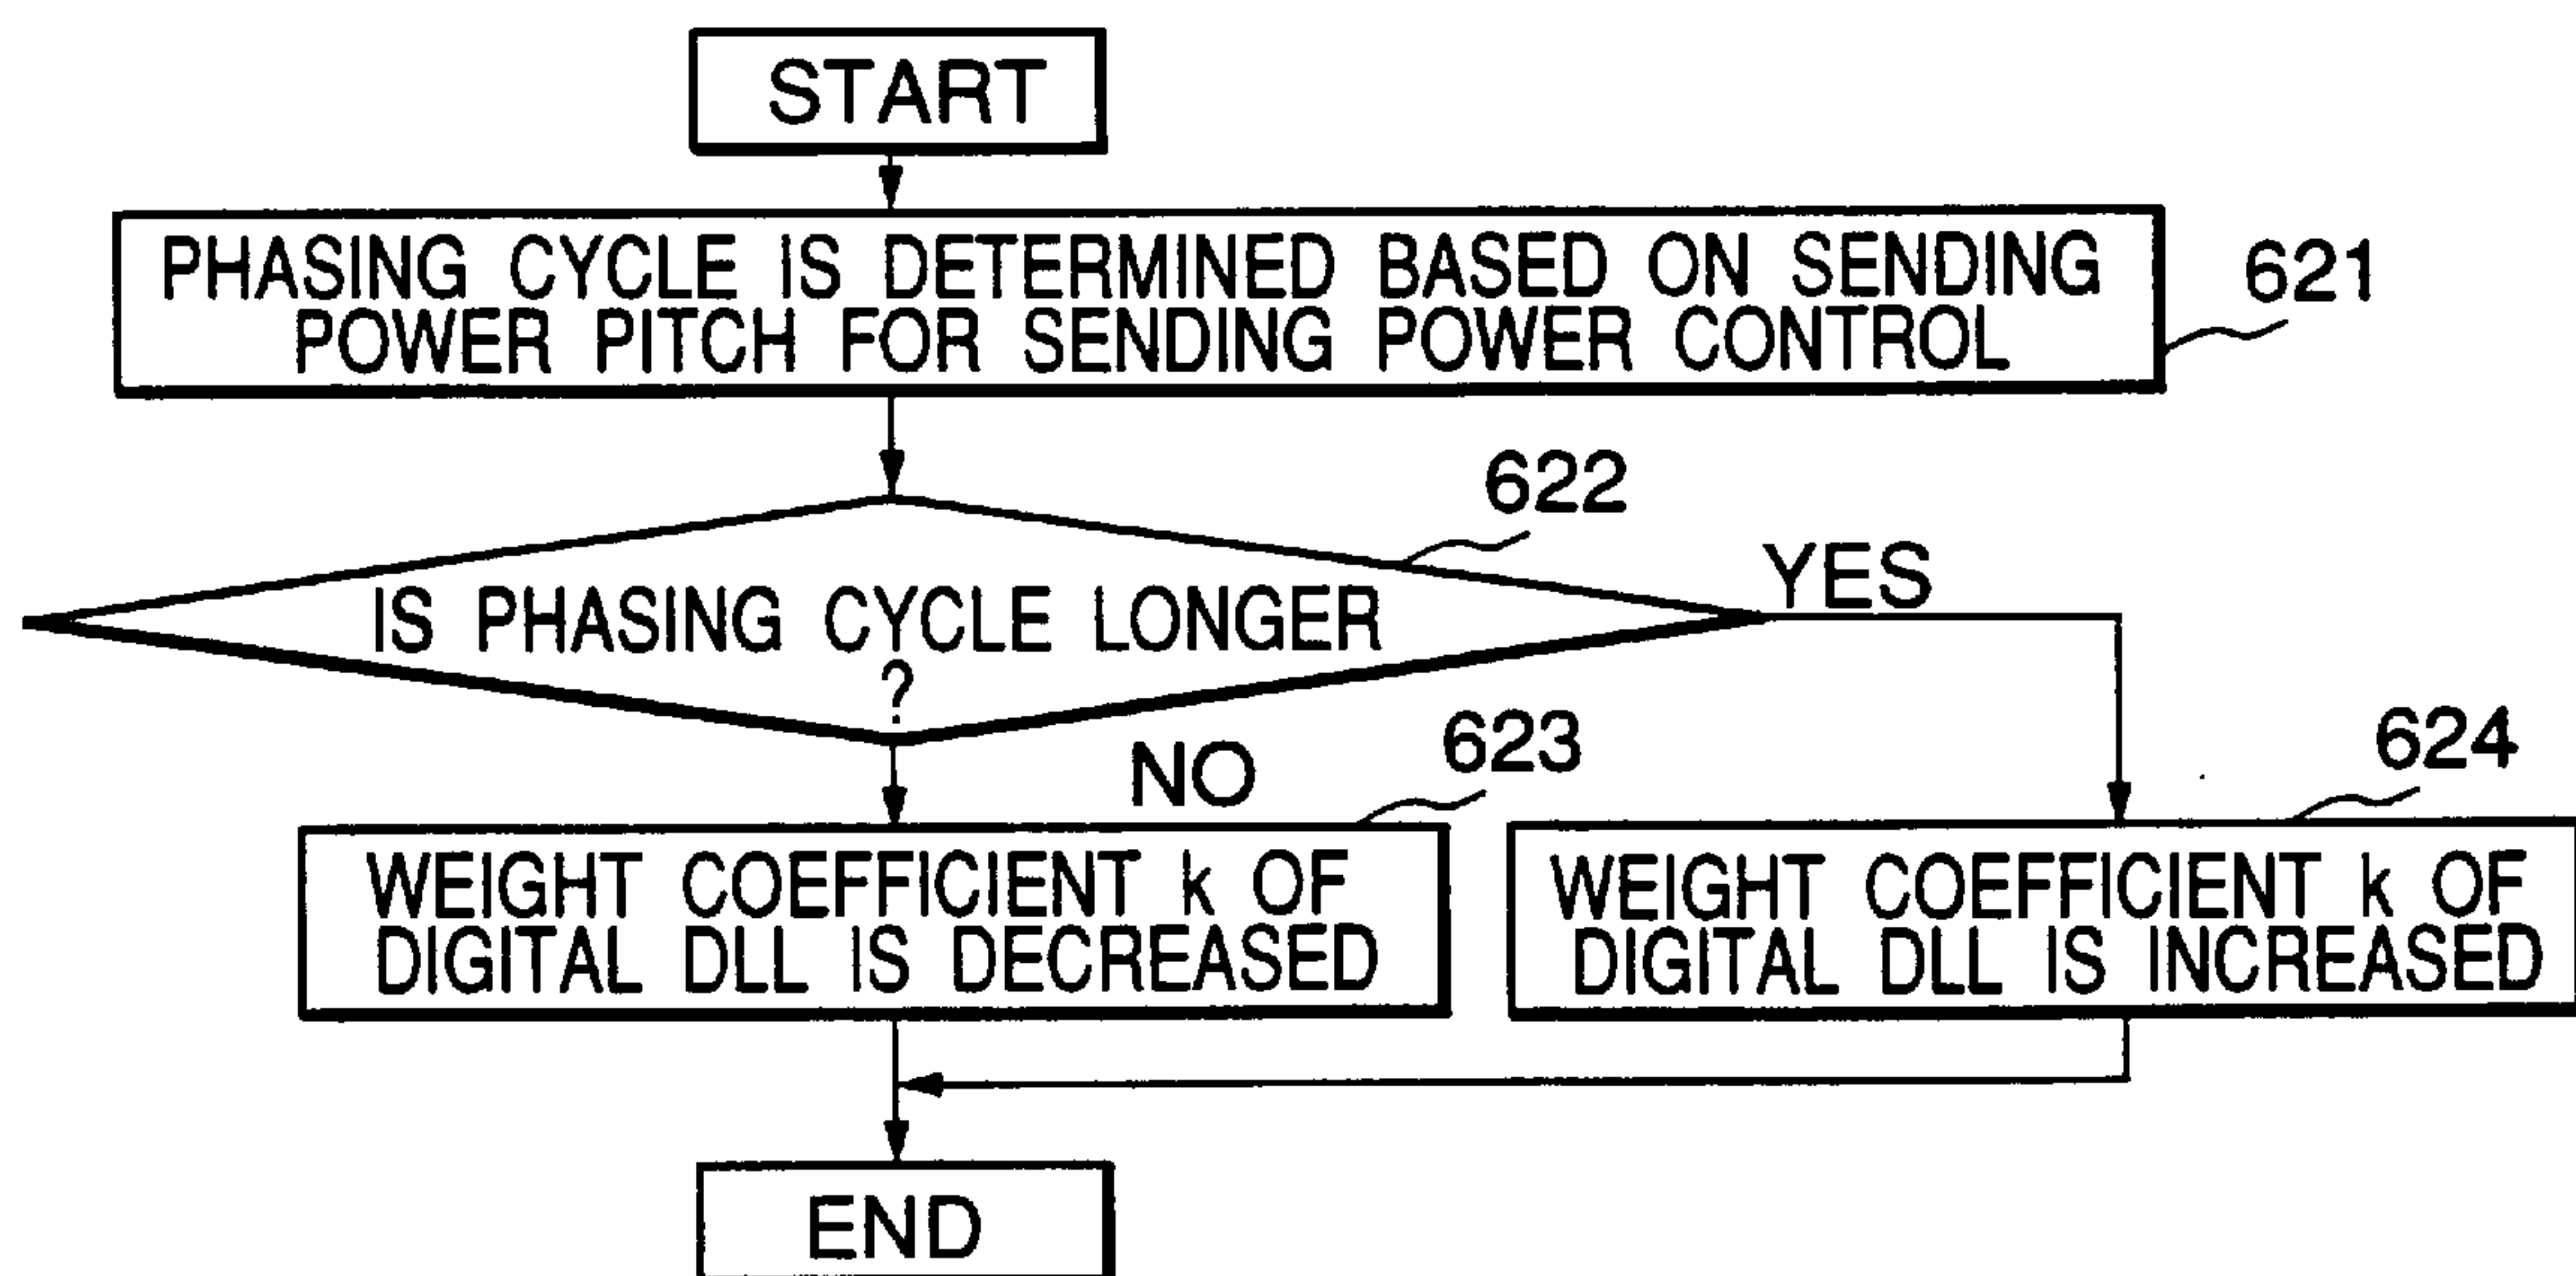 START
PHASING CYCLE IS DETERMINED BASED ON SENDING
POWER PITCH FOR SENDING POWER CONTROL
621
622
IS PHASING CYCLE LONGER
?
YES
NO
623
624
WEIGHT COEFFICIENT k OF
DIGITAL DLL IS DECREASED
WEIGHT COEFFICIENT k OF
DIGITAL DLL IS INCREASED
END